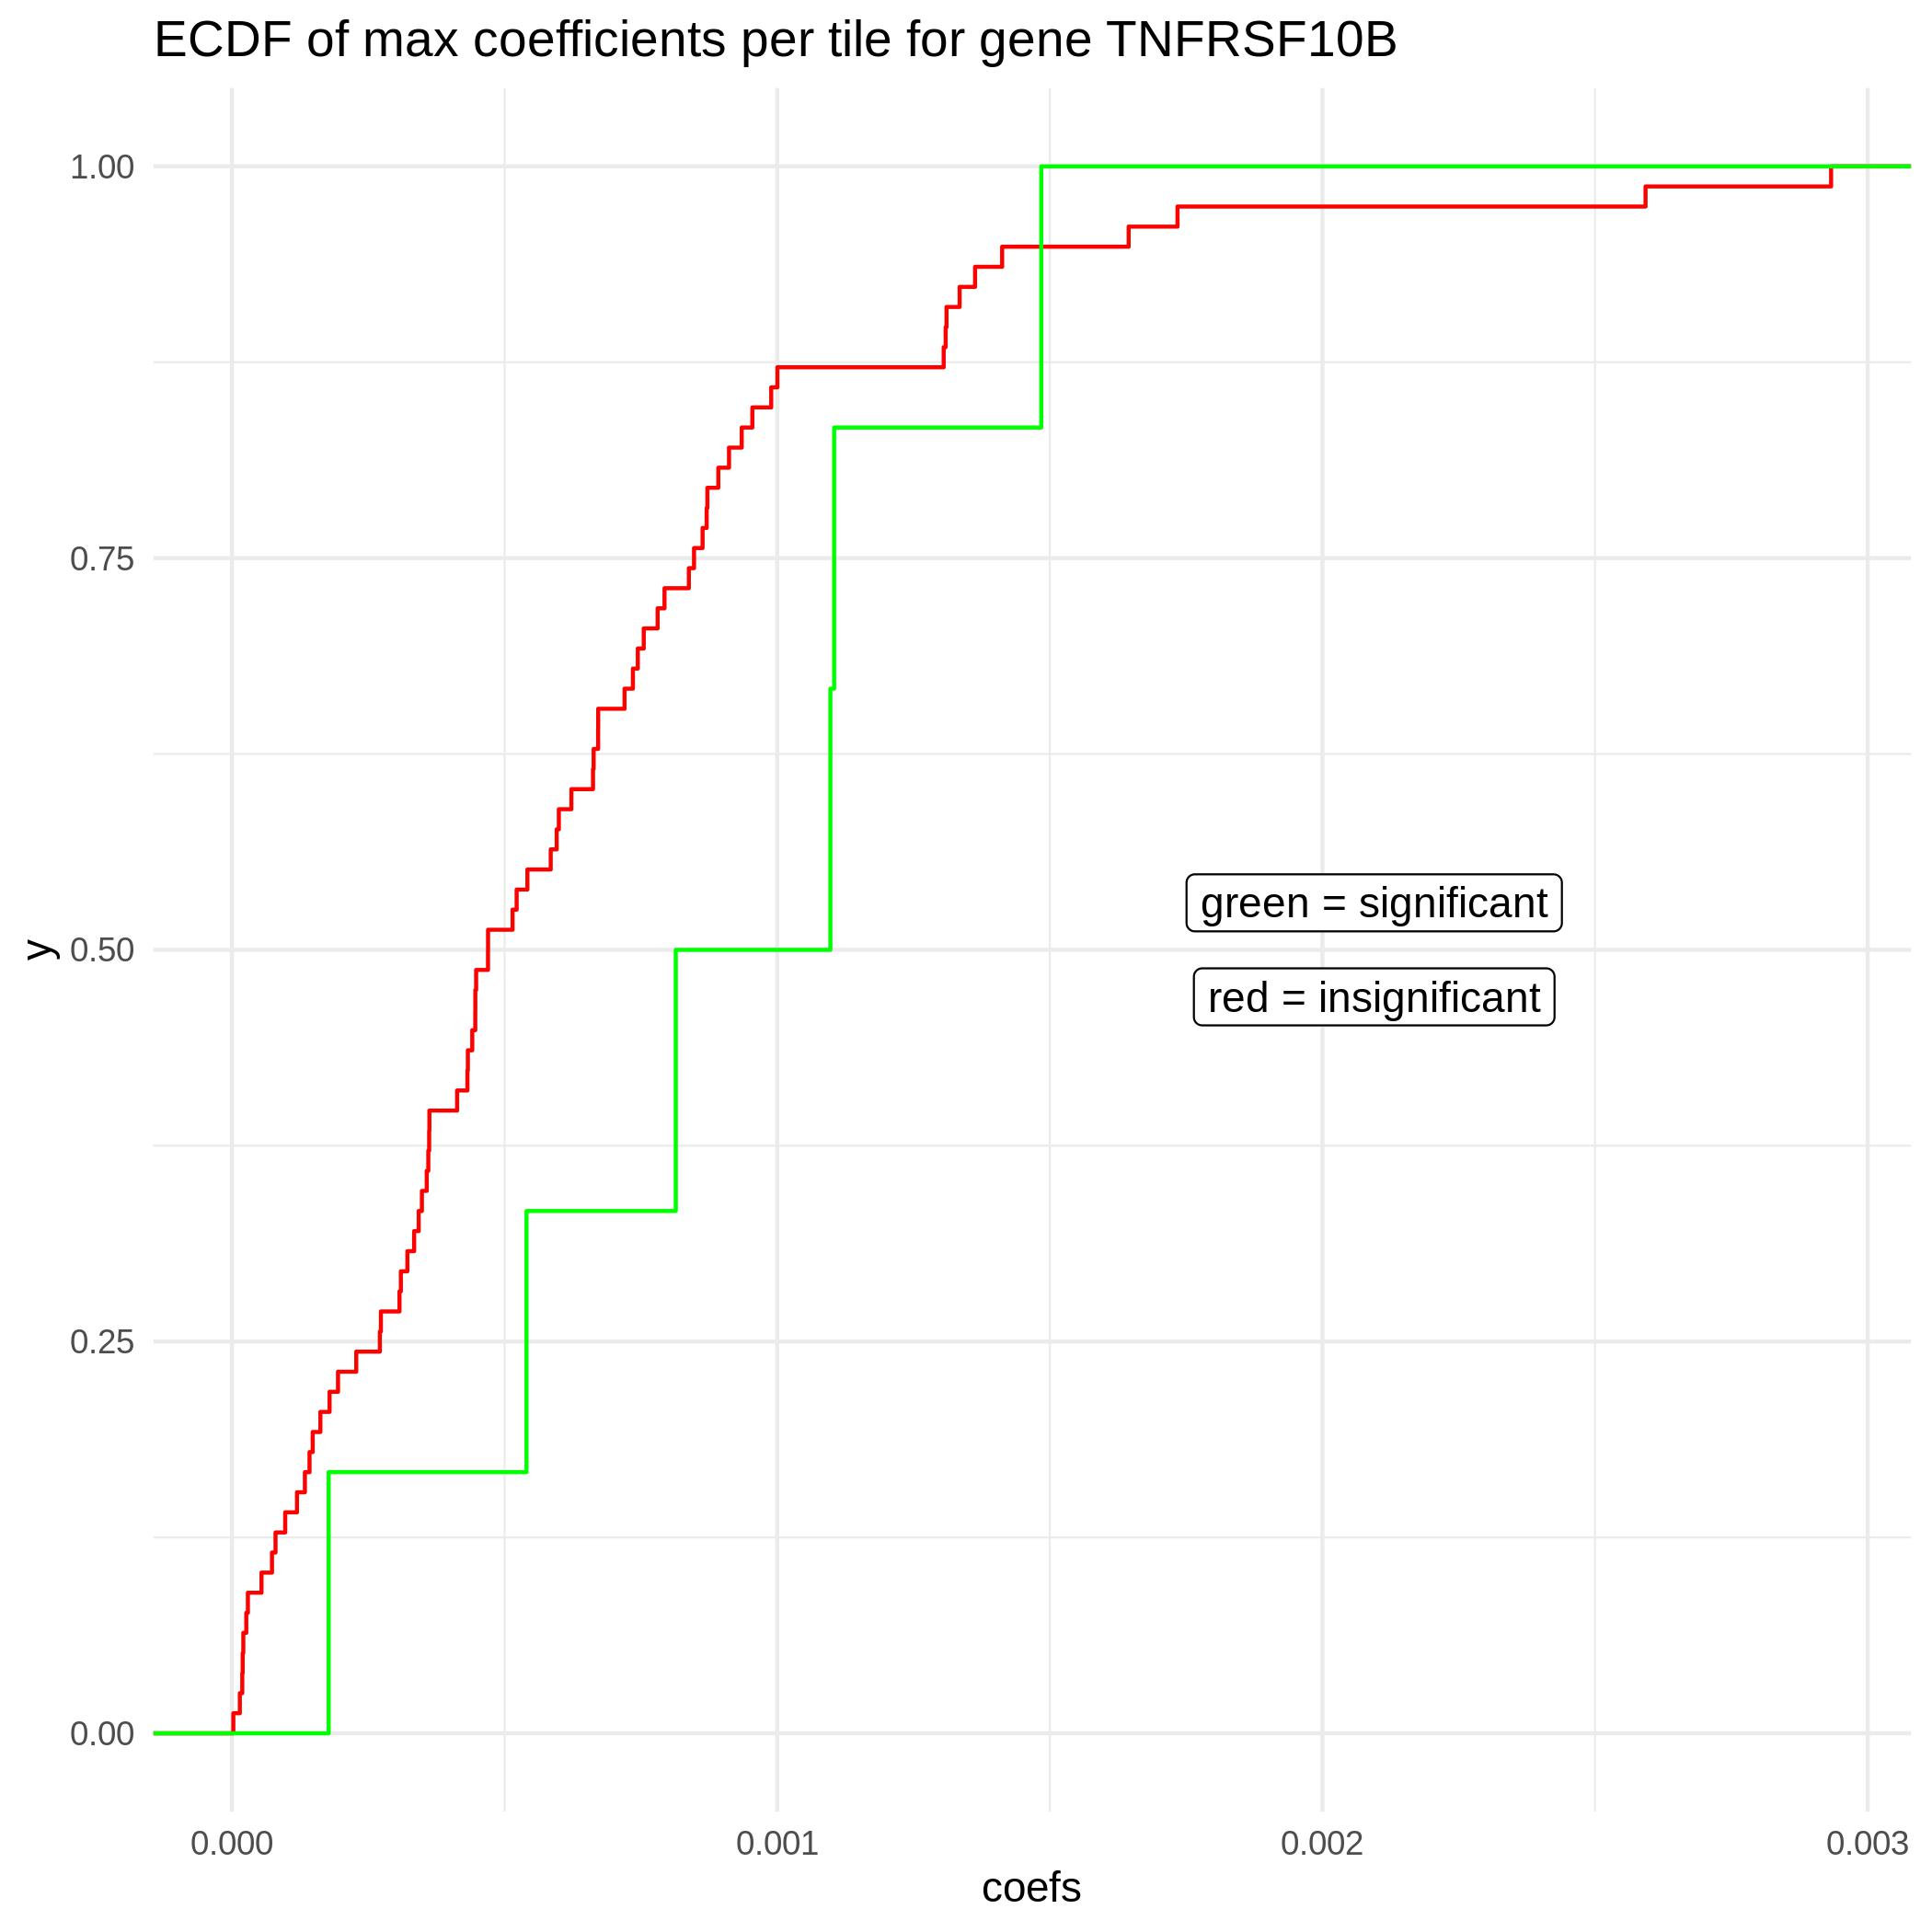 ECDF of max coefficients per tile for gene TNFRSF10B
1.00
0.75
0.50
0.25
0.00
y
green = significant
red = insignificant
0.000 0.001 0.002 0.003
coefs